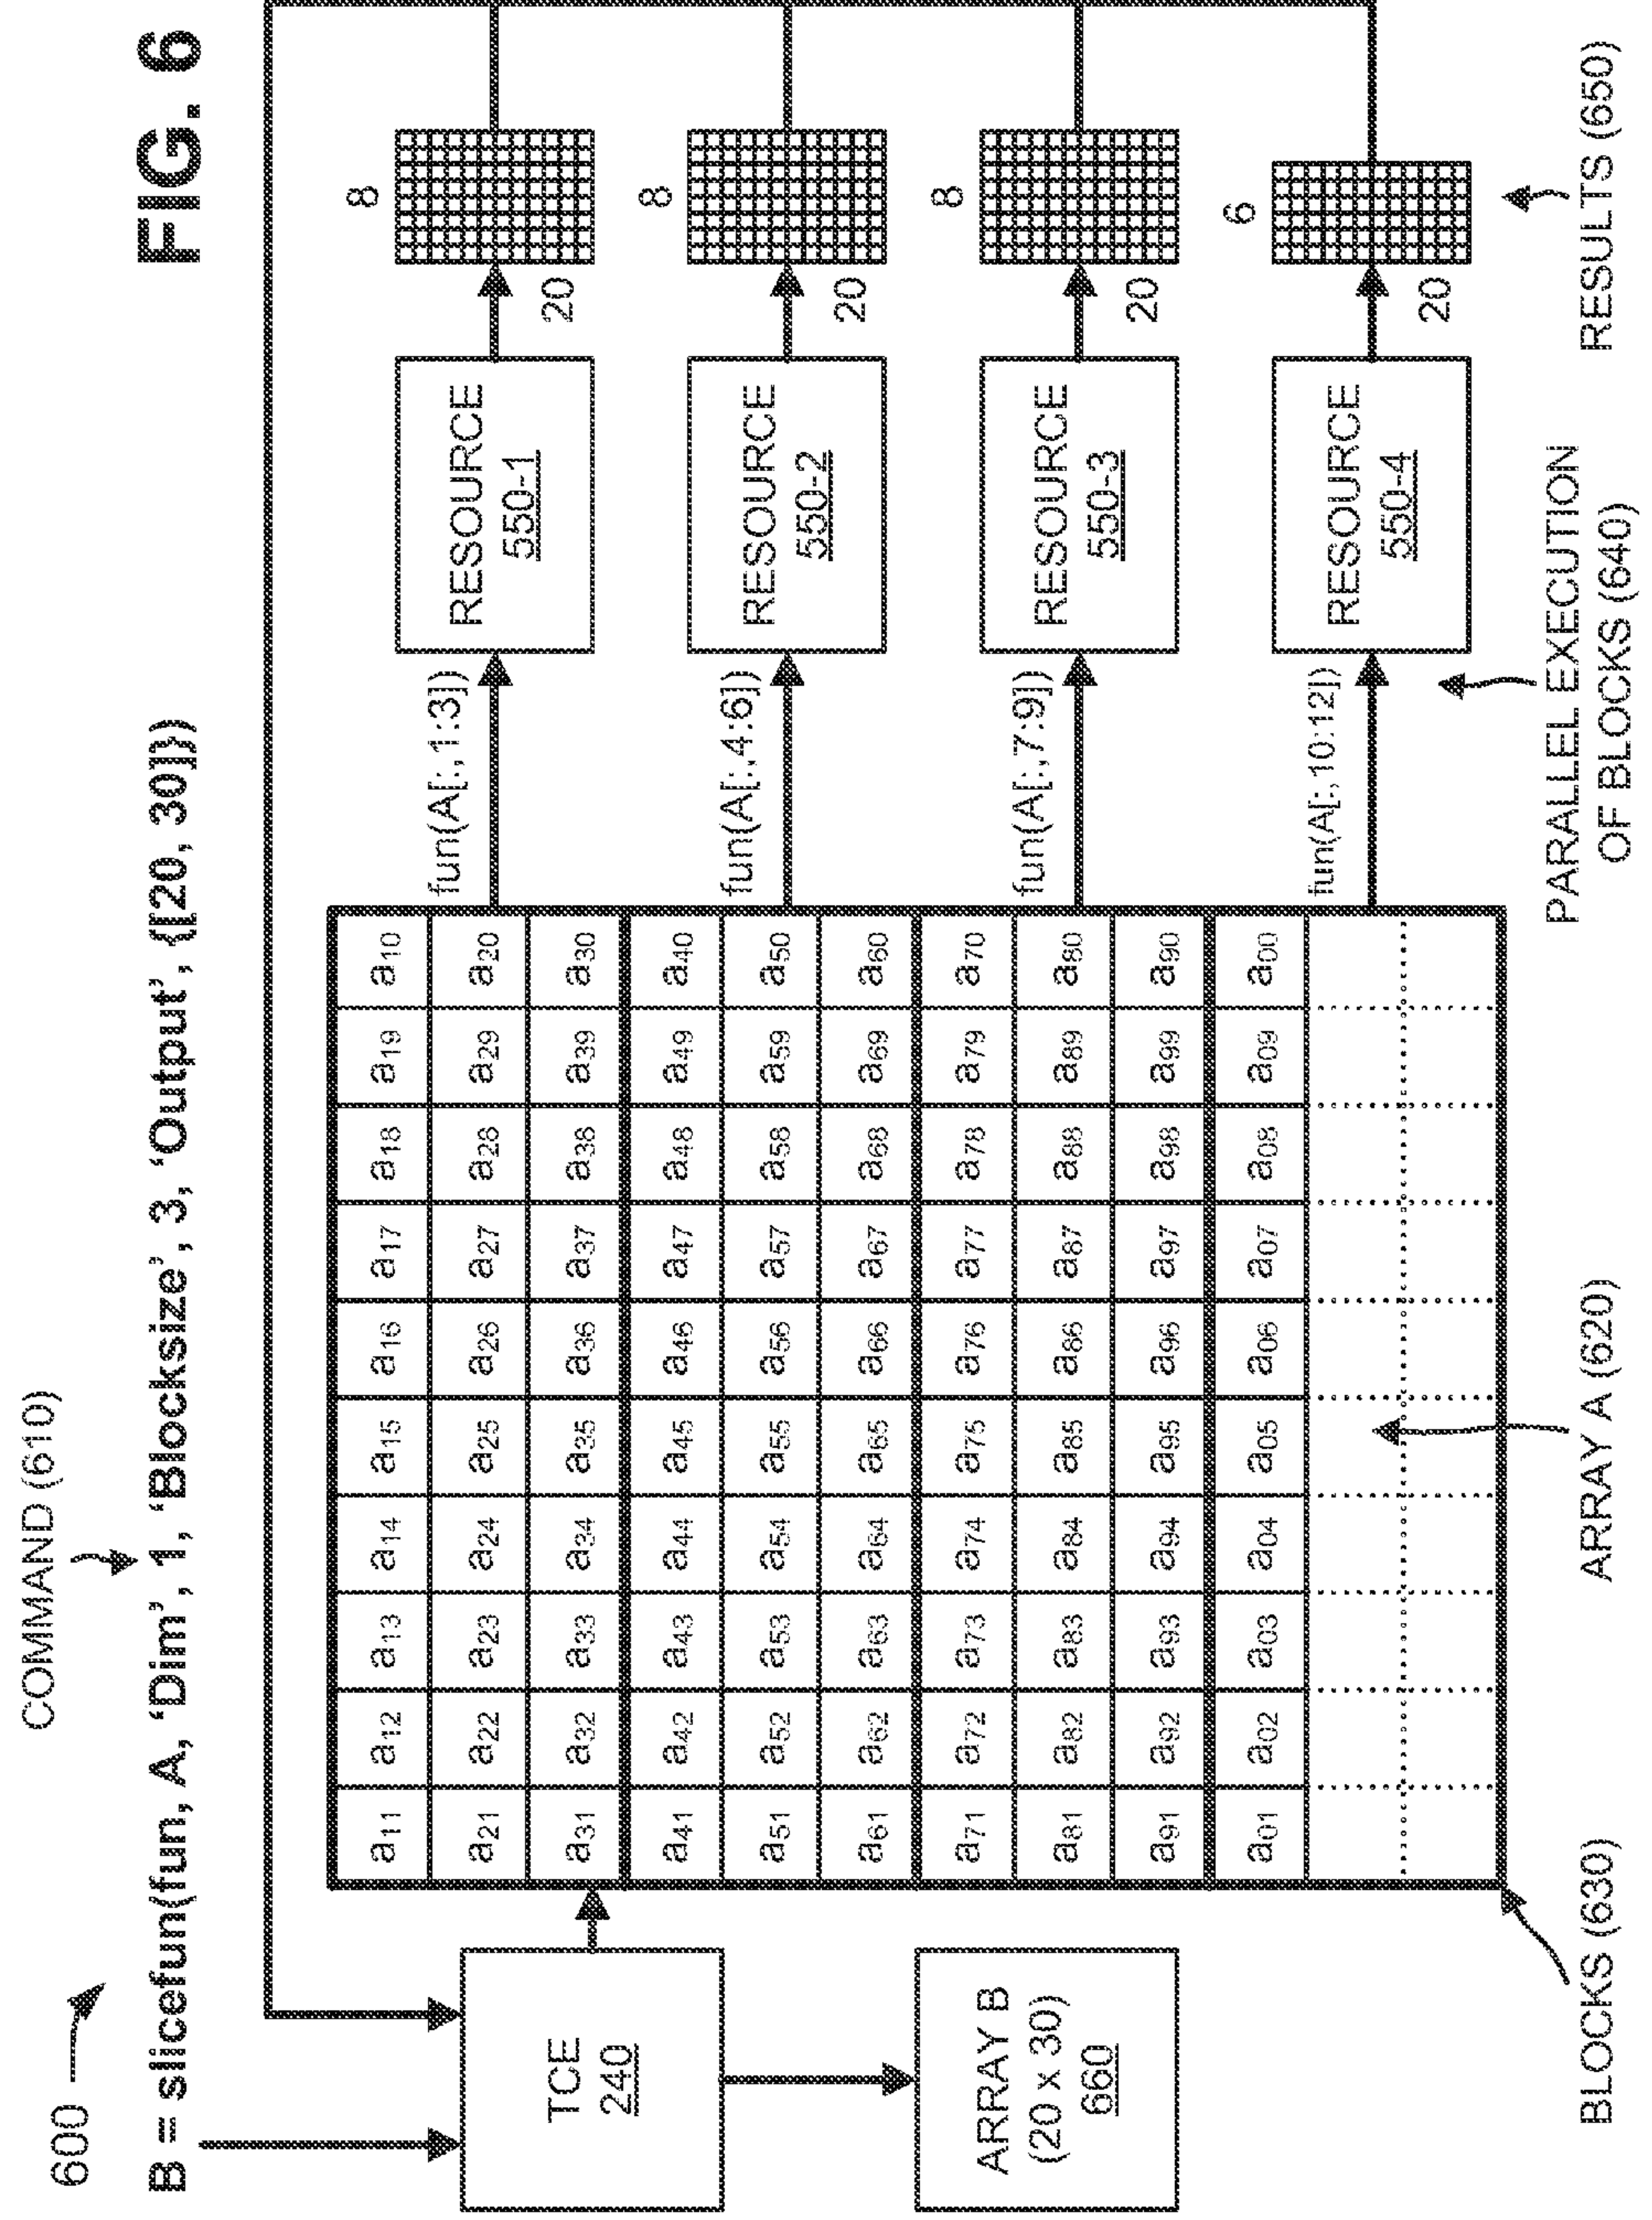 FIG. 6
600
COMMAND (610)
B = slicefun(fun, A, ‘Dim’, 1, ‘Blocksize’, 3, ‘Output’, {[20, 30]})
TCE
240
ARRAY B
(20 x 30)
660
a11 a12 a13 a14 a15 a16 a17 a18 a19 a10
a21 a22 a23 a24 a25 a26 a27 a28 a29 a20
a31 a32 a33 a34 a35 a36 a37 a38 a39 a30
a41 a42 a43 a44 a45 a46 a47 a48 a49 a40
a51 a52 a53 a54 a55 a56 a57 a58 a59 a50
a61 a62 a63 a64 a65 a66 a67 a68 a69 a60
a71 a72 a73 a74 a75 a76 a77 a78 a79 a70
a81 a82 a83 a84 a85 a86 a87 a88 a89 a80
a91 a92 a93 a94 a95 a96 a97 a98 a99 a90
a01 a02 a03 a04 a05 a06 a07 a08 a09 a00
fun(A[:,1:3])
RESOURCE
550-1
8
20
fun(A[:,4:6])
RESOURCE
550-2
8
20
fun(A[:,7:9])
RESOURCE
550-3
8
20
fun(A[:,10:12])
RESOURCE
550-4
6
20
BLOCKS (630)
ARRAY A (620)
PARALLEL EXECUTION
OF BLOCKS (640)
RESULTS (650)